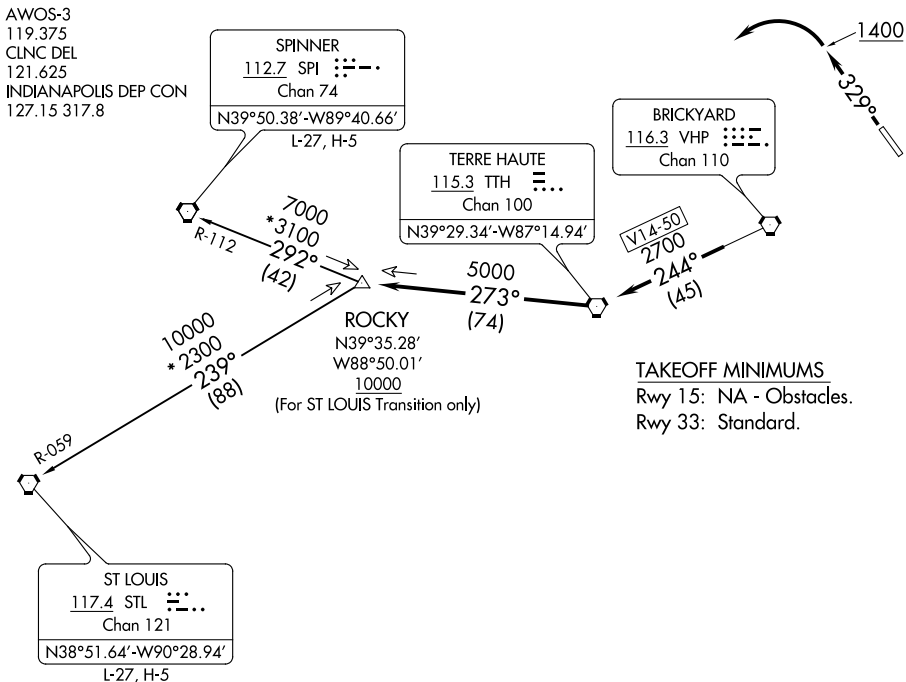 AWOS-3
119.375
CLNC DEL
121.625
INDIANAPOLIS DEP CON
127.15 317.8
SPINNER
112.7 SPI
Chan 74
N39°50.38'-W89°40.66'
L-27, H-5
1400
329°
BRICKYARD
116.3 VHP
Chan 110
TERRE HAUTE
115.3 TTH
Chan 100
N39°29.34'-W87°14.94'
V14-50
2700
244°
(45)
7000
*3100
292°
(42)
R-112
5000
273°
(74)
ROCKY
N39°35.28'
W88°50.01'
10000
(For ST LOUIS Transition only)
10000
*2300
239°
(88)
R-059
TAKEOFF MINIMUMS
Rwy 15: NA - Obstacles.
Rwy 33: Standard.
ST LOUIS
117.4 STL
Chan 121
N38°51.64'-W90°28.94'
L-27, H-5